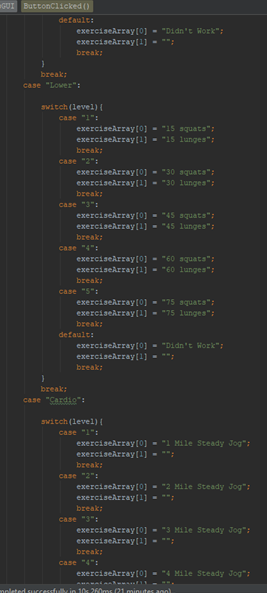 GUI ButtonClicked()
default:
exerciseArray[0] = "Didn't Work";
exerciseArray[1] = "";
break;
}
break;
case "Lower":
switch(level){
case "1":
exerciseArray[0] = "15 squats";
exerciseArray[1] = "15 lunges";
break;
case "2":
exerciseArray[0] = "30 squats";
exerciseArray[1] = "30 lunges";
break;
case "3":
exerciseArray[0] = "45 squats";
exerciseArray[1] = "45 lunges";
break;
case "4":
exerciseArray[0] = "60 squats";
exerciseArray[1] = "60 lunges";
break;
case "5":
exerciseArray[0] = "75 squats";
exerciseArray[1] = "75 lunges";
break;
default:
exerciseArray[0] = "Didn't Work";
exerciseArray[1] = "";
break;
}
break;
case "Cardio":
switch(level){
case "1":
exerciseArray[0] = "1 Mile Steady Jog";
exerciseArray[1] = "";
break;
case "2":
exerciseArray[0] = "2 Mile Steady Jog";
exerciseArray[1] = "";
break;
case "3":
exerciseArray[0] = "3 Mile Steady Jog";
exerciseArray[1] = "";
break;
case "4":
exerciseArray[0] = "4 Mile Steady Jog";
exerciseArray[1] = "";
mpleted successfully in 10s 260ms (21 minutes ago)